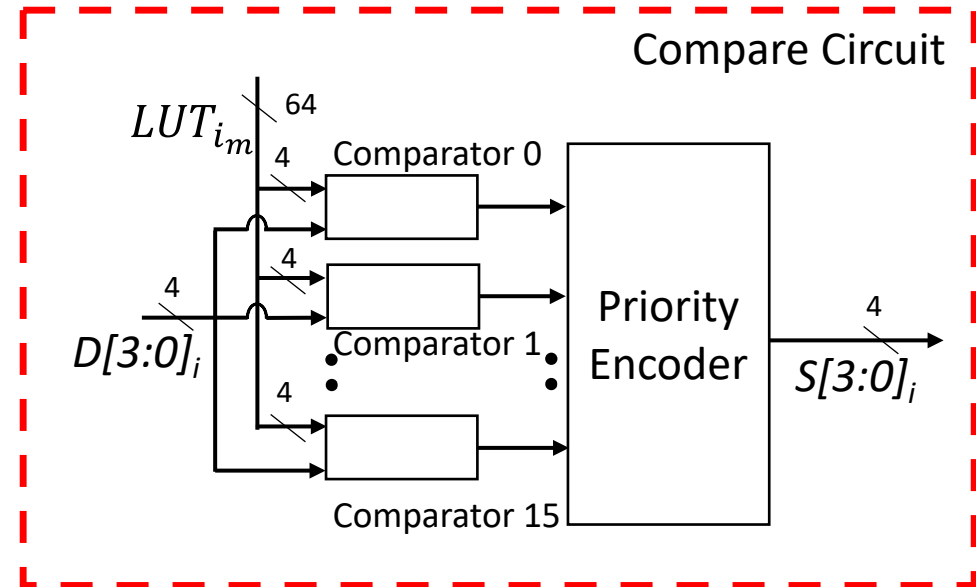 Compare Circuit
64
LUT_{i_m}
4
Comparator 0
4
4
Comparator 1
D[3:0]_i
Priority
Encoder
4
S[3:0]_i
4
Comparator 15